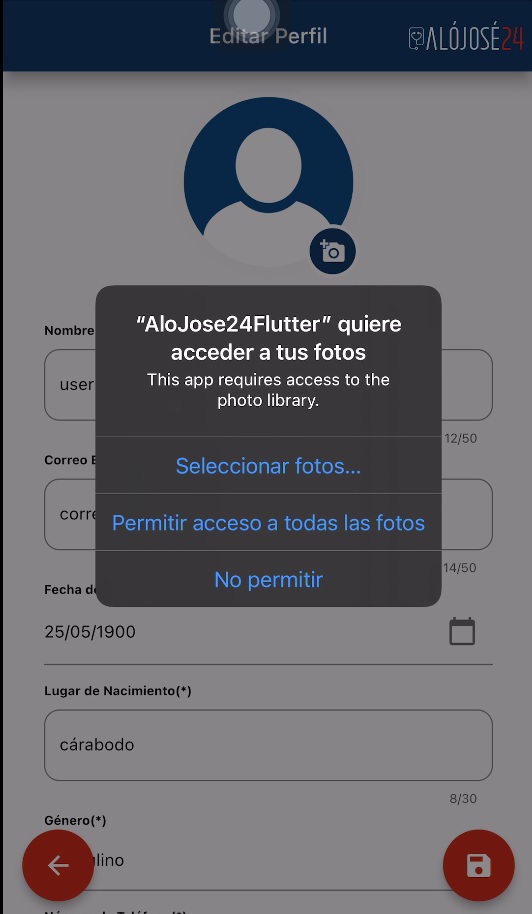 Editar Perfil
ALÓJOSÉ24
Nombre
user
12/50
“AloJose24Flutter” quiere
acceder a tus fotos
This app requires access to the
photo library.
Seleccionar fotos...
Permitir acceso a todas las fotos
No permitir
Correo E
corre
14/50
Fecha de
25/05/1900
Lugar de Nacimiento(*)
cárabodo
8/30
Género(*)
lino